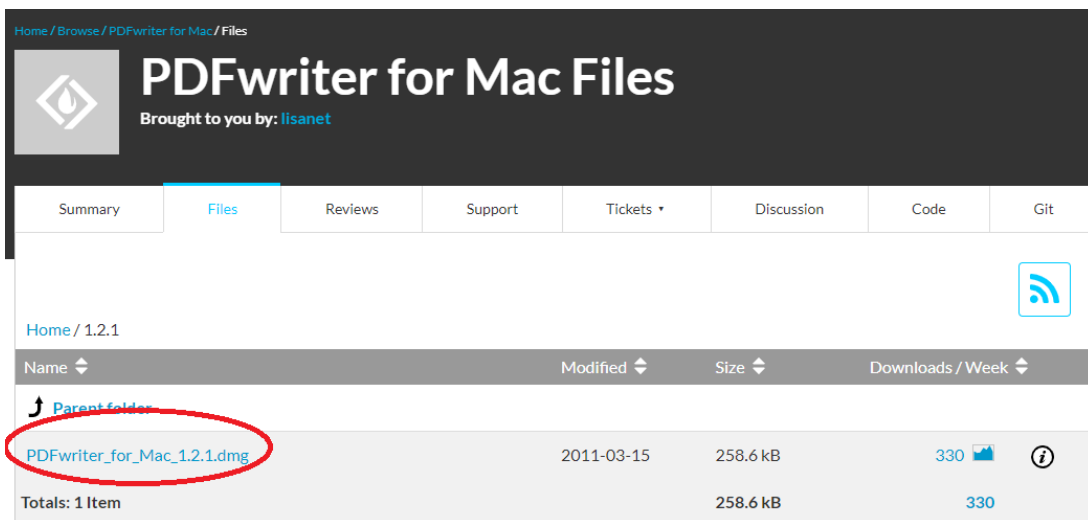 Home / Browse / PDFwriter for Mac / Files
PDFwriter for Mac Files
Brought to you by: lisanet
Summary Files Reviews Support Tickets Discussion Code Git
Home / 1.2.1
Name Modified Size Downloads / Week
Parent folder
PDFwriter_for_Mac_1.2.1.dmg 2011-03-15 258.6 kB 330 i
Totals: 1 Item 258.6 kB 330